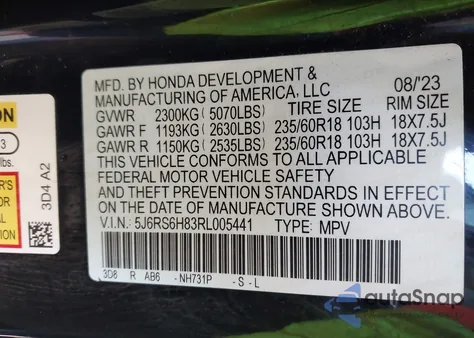 MFD. BY HONDA DEVELOPMENT &
MANUFACTURING OF AMERICA, LLC 08/'23
GVWR 2300KG (5070LBS) TIRE SIZE RIM SIZE
GAWR F 1193KG (2630LBS) 235/60R18 103H 18X7.5J
GAWR R 1150KG (2535LBS) 235/60R18 103H 18X7.5J
THIS VEHICLE CONFORMS TO ALL APPLICABLE
FEDERAL MOTOR VEHICLE SAFETY
AND THEFT PREVENTION STANDARDS IN EFFECT
ON THE DATE OF MANUFACTURE SHOWN ABOVE.
V.I.N.: 5J6RS6H83RL005441 TYPE: MPV
3D8 R AB6 -NH731P -S-L
ON
3
lbs.
R'S
3D4 A2
autoSnap